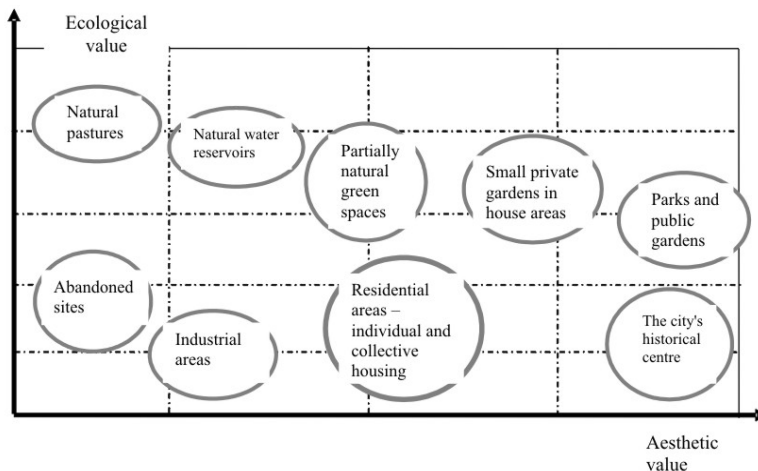 Ecological
value
Natural
pastures
Natural water
reservoirs
Partially
natural
green
spaces
Small private
gardens in
house areas
Parks and
public
gardens
Abandoned
sites
Industrial
areas
Residential
areas –
individual and
collective
housing
The city's
historical
centre
Aesthetic
value